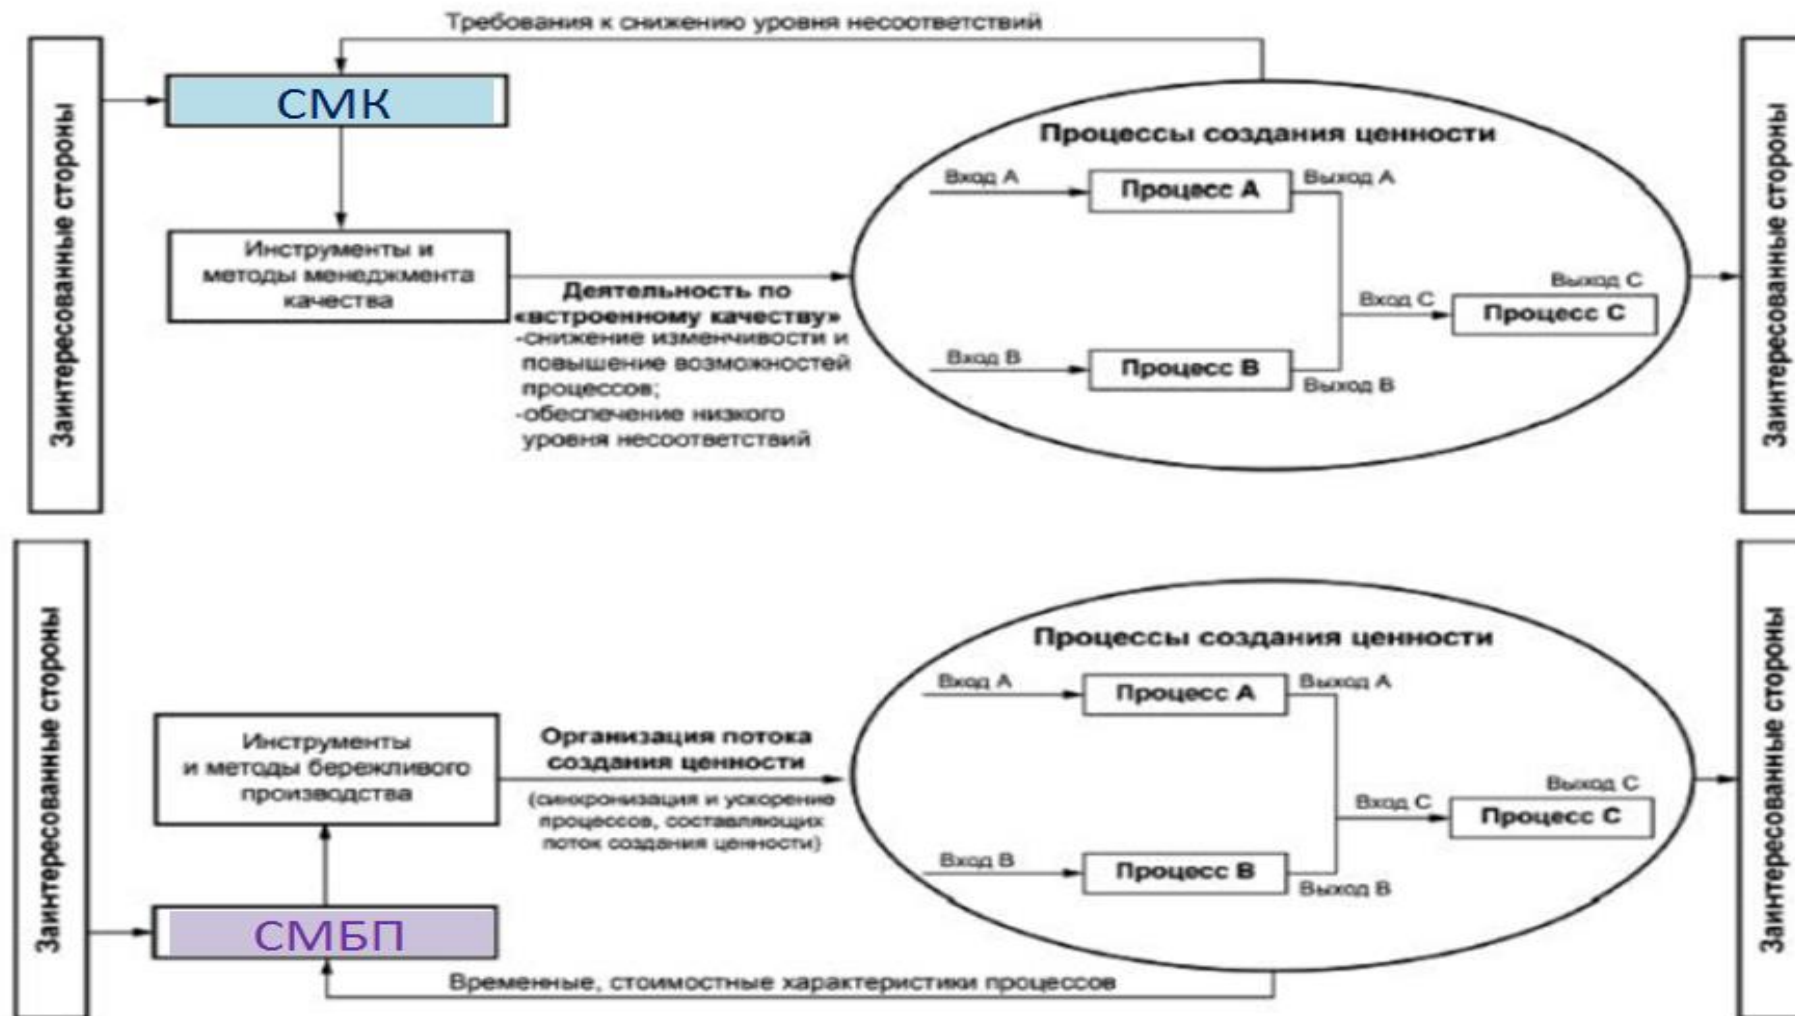 Требования к снижению уровня несоответствий
Заинтересованные стороны
СМК
Инструменты и
методы менеджмента
качества
Деятельность по
«встроенному качеству»
-снижение изменчивости и
повышение возможностей
процессов;
-обеспечение низкого
уровня несоответствий
Процессы создания ценности
Вход А
Процесс А
Выход А
Вход В
Процесс В
Выход В
Вход С
Выход С
Процесс С
Заинтересованные стороны
Заинтересованные стороны
Инструменты
и методы бережливого
производства
СМБП
Организация потока
создания ценности
(синхронизация и ускорение
процессов, составляющих
поток создания ценности)
Процессы создания ценности
Вход А
Процесс А
Выход А
Вход В
Процесс В
Выход В
Вход С
Выход С
Процесс С
Временные, стоимостные характеристики процессов
Заинтересованные стороны